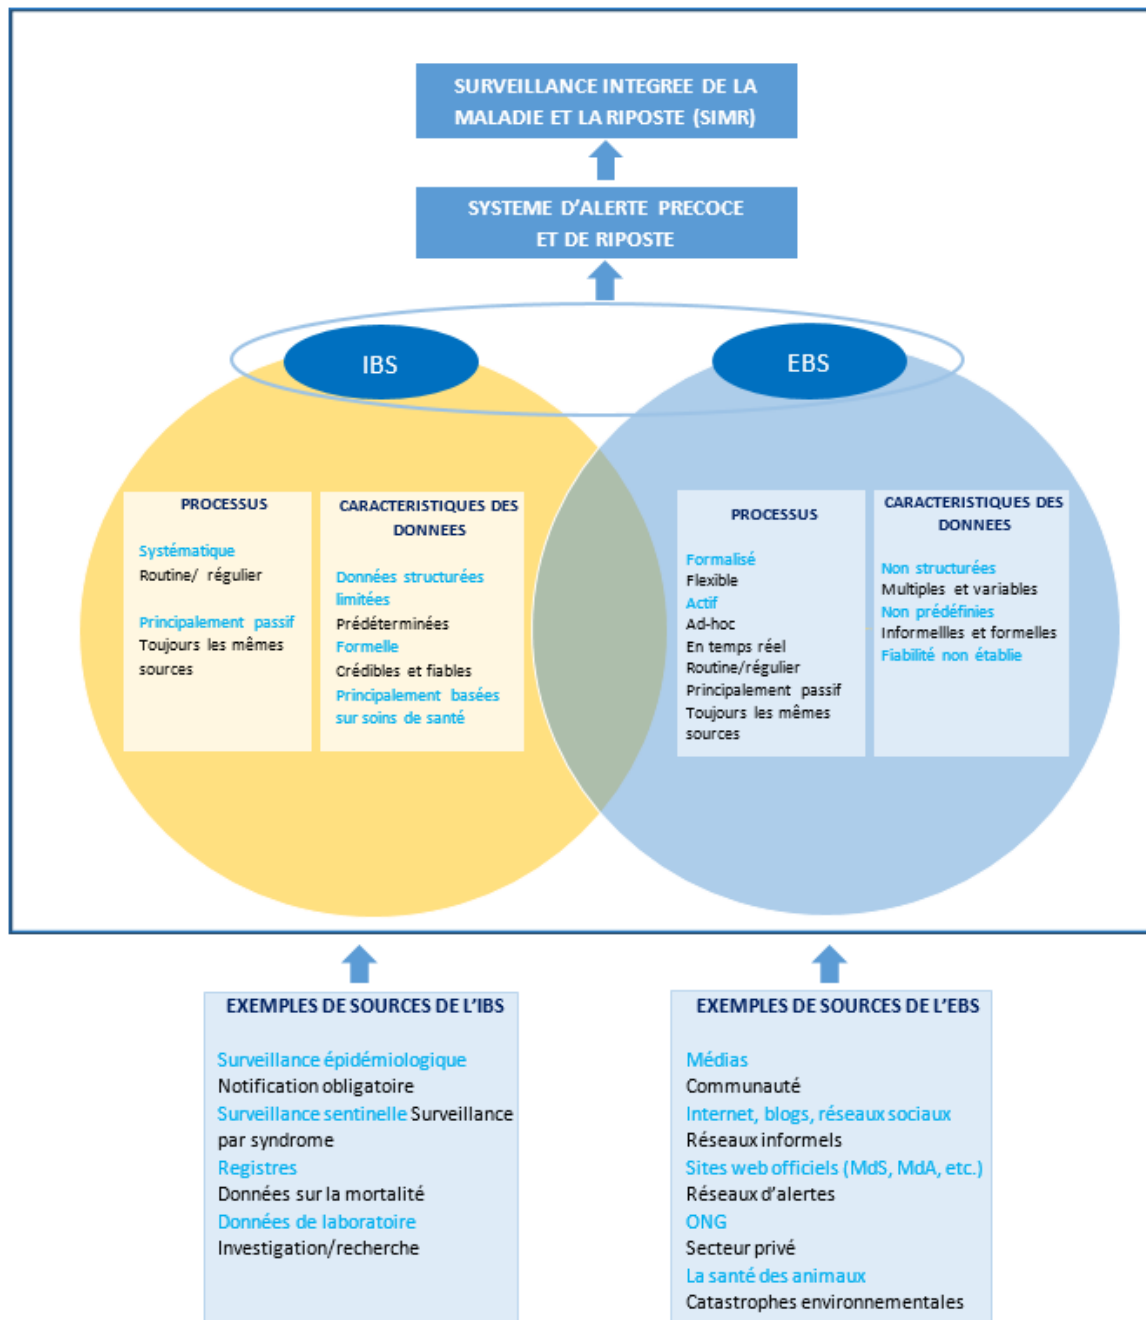 SURVEILLANCE INTEGREE DE LA
MALADIE ET LA RIPOSTE (SIMR)
SYSTEME D'ALERTE PRECOCE
ET DE RIPOSTE
IBS
EBS
PROCESSUS
Systématique
Routine/ régulier
Principalement passif
Toujours les mêmes
sources
CARACTERISTIQUES DES
DONNEES
Données structurées
limitées
Prédéterminées
Formelle
Crédibles et fiables
Principalement basées
sur soins de santé
PROCESSUS
Formalisé
Flexible
Actif
Ad-hoc
En temps réel
Routine/régulier
Principalement passif
Toujours les mêmes
sources
CARACTERISTIQUES DES
DONNEES
Non structurées
Multiples et variables
Non prédéfinies
Informellles et formelles
Fiabilité non établie
EXEMPLES DE SOURCES DE L'IBS
Surveillance épidémiologique
Notification obligatoire
Surveillance sentinelle Surveillance
par syndrome
Registres
Données sur la mortalité
Données de laboratoire
Investigation/recherche
EXEMPLES DE SOURCES DE L'EBS
Médias
Communauté
Internet, blogs, réseaux sociaux
Réseaux informels
Sites web officiels (MdS, MdA, etc.)
Réseaux d'alertes
ONG
Secteur privé
La santé des animaux
Catastrophes environnementales